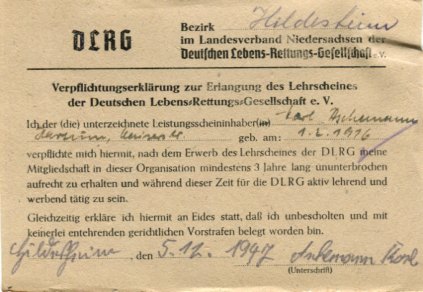 DLRG
Bezirk Hildesheim
im Landesverband Niedersachsen der
Deutschen Lebens-Rettungs-Gesellschaft e.V.
Verpflichtungserklärung zur Erlangung des Lehrscheines
der Deutschen Lebens-Rettungs-Gesellschaft e. V.
Ich der (die) unterzeichnete Leistungsscheininhaber(in) Karl
geb. am: 1.2.1916
verpflichte mich hiermit, nach dem Erwerb des Lehrscheines der DLRG meine
Mitgliedschaft in dieser Organisation mindestens 3 Jahre lang ununterbrochen
aufrecht zu erhalten und während dieser Zeit für die DLRG aktiv lehrend und
werbend tätig zu sein.
Gleichzeitig erkläre ich hiermit an Eides statt, daß ich unbescholten und mit
keinerlei entehrenden gerichtlichen Vorstrafen belegt worden bin.
Hildesheim, den 5.12. 1947 Karl
(Unterschrift)